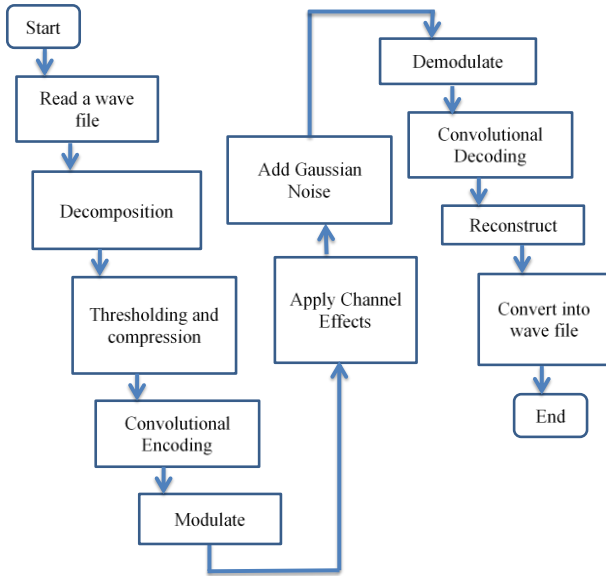 Start
Read a wave
file
Decomposition
Thresholding and
compression
Convolutional
Encoding
Modulate
Apply Channel
Effects
Add Gaussian
Noise
Demodulate
Convolutional
Decoding
Reconstruct
Convert into
wave file
End